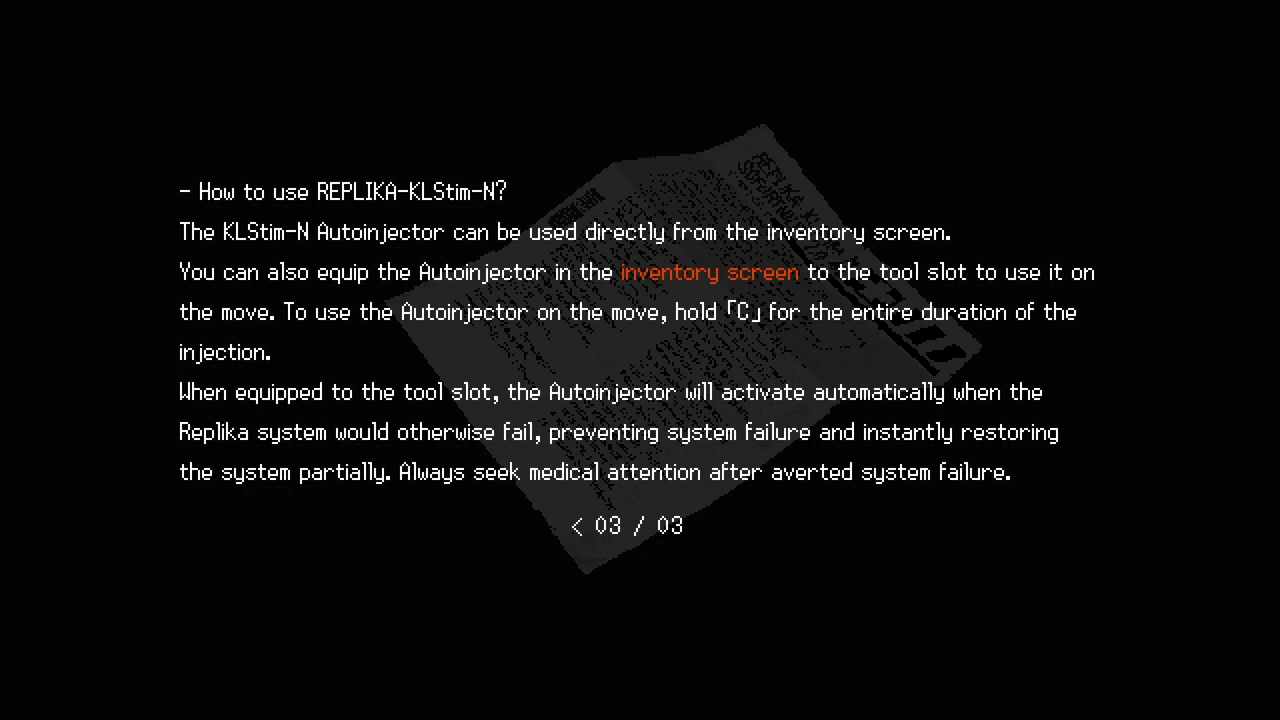 - How to use REPLIKA-KLStim-N?
The KLStim-N Autoinjector can be used directly from the inventory screen.
You can also equip the Autoinjector in the inventory screen to the tool slot to use it on
the move. To use the Autoinjector on the move, hold 「C」 for the entire duration of the
injection.
When equipped to the tool slot, the Autoinjector will activate automatically when the
Replika system would otherwise fail, preventing system failure and instantly restoring
the system partially. Always seek medical attention after averted system failure.
< 03 / 03